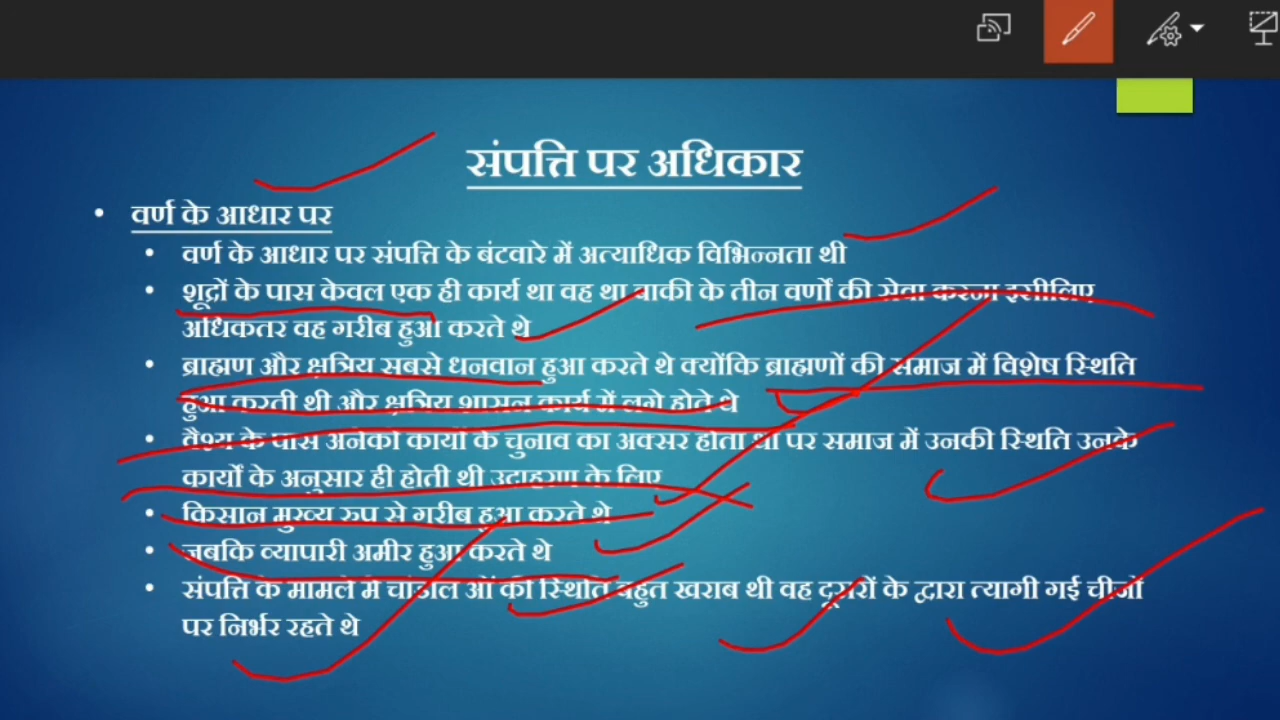 संपत्ति पर अधिकार
• वर्ण के आधार पर
• वर्ण के आधार पर संपत्ति के बंटवारे में अत्याधिक विभिन्नता थी
• शूद्रों के पास केवल एक ही कार्य था वह था बाकी के तीन वर्णों की सेवा करना इसीलिए
अधिकतर वह गरीब हुआ करते थे
• ब्राह्मण और क्षत्रिय सबसे धनवान हुआ करते थे क्योंकि ब्राह्मणों की समाज में विशेष स्थिति
हुआ करती थी और क्षत्रिय शासन कार्य में लगे होते थे
• वैश्य के पास अनेकों कार्यों के चुनाव का अवसर होता था पर समाज में उनकी स्थिति उनके
कार्यों के अनुसार ही होती थी उदाहरण के लिए
• किसान मुख्य रुप से गरीब हुआ करते थे
• जबकि व्यापारी अमीर हुआ करते थे
• संपत्ति के मामले में चांडाल ओं की स्थिति बहुत खराब थी वह दूसरों के द्वारा त्यागी गई चीजों
पर निर्भर रहते थे